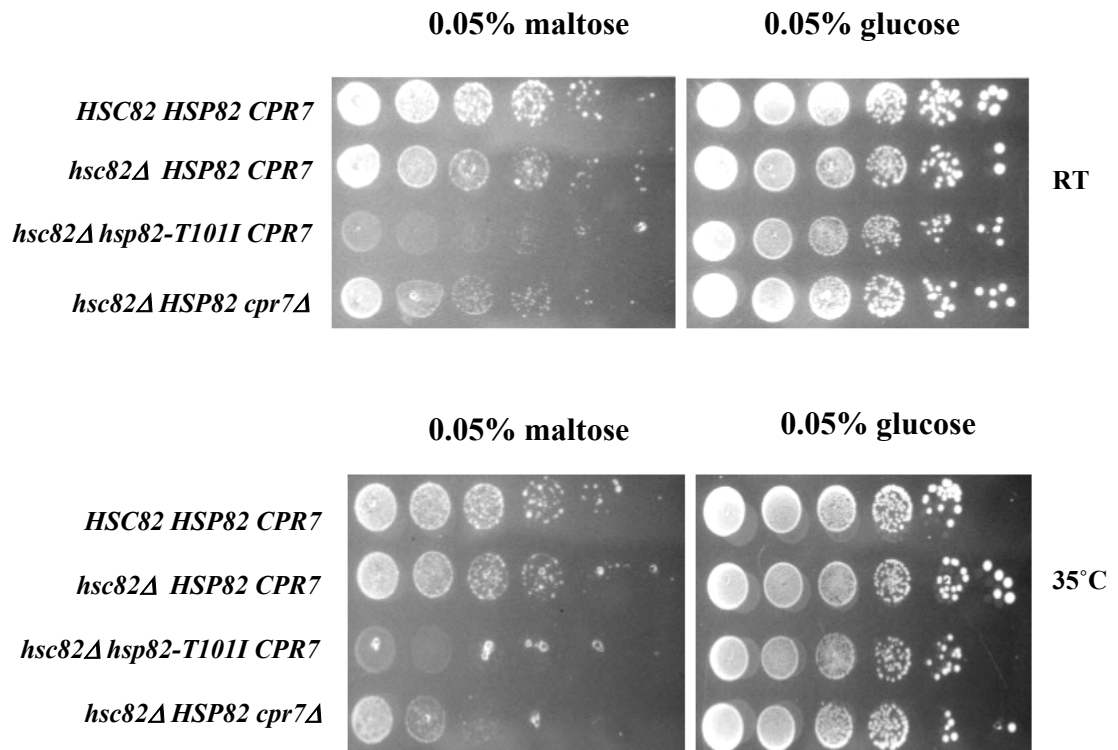 0.05% maltose 0.05% glucose
HSC82 HSP82 CPR7
hsc82Δ HSP82 CPR7
RT
hsc82Δ hsp82-T101I CPR7
hsc82Δ HSP82 cpr7Δ
0.05% maltose 0.05% glucose
HSC82 HSP82 CPR7
hsc82Δ HSP82 CPR7
35°C
hsc82Δ hsp82-T101I CPR7
hsc82Δ HSP82 cpr7Δ